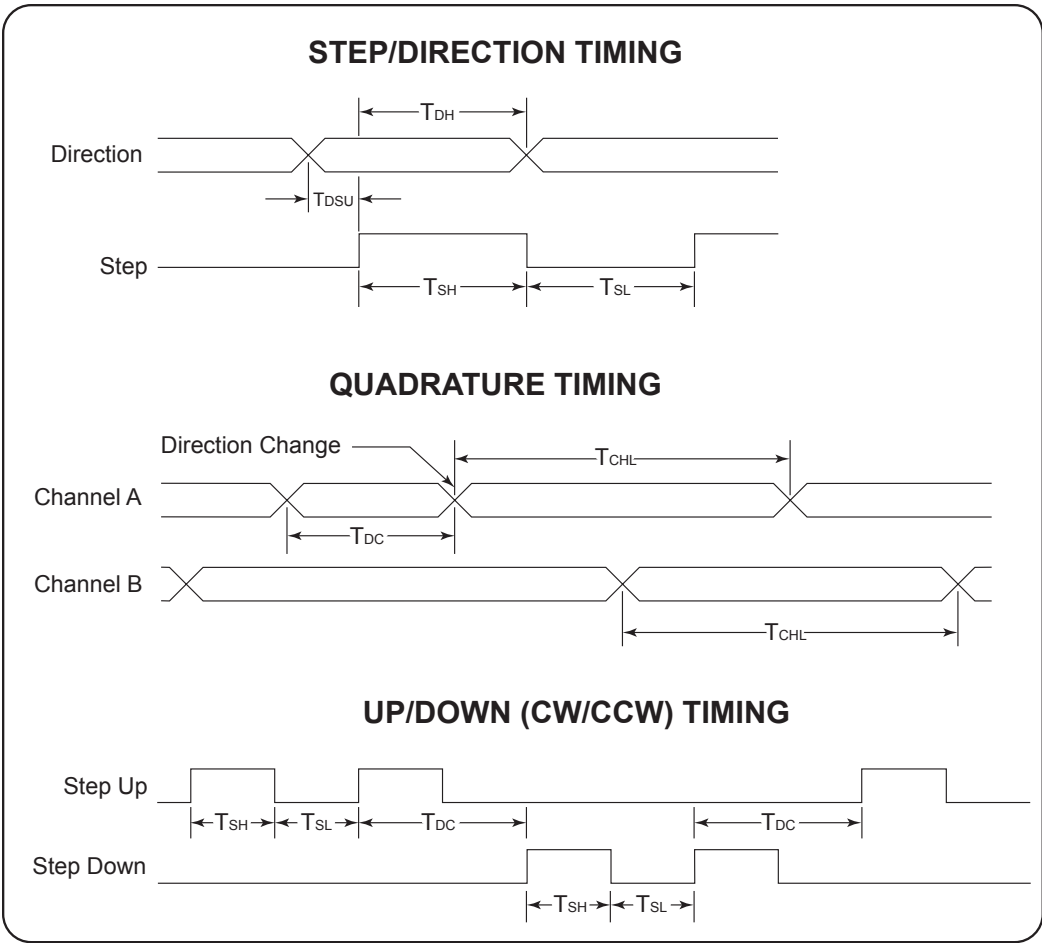 STEP/DIRECTION TIMING
TDH
Direction
TDSU
Step
TSH
TSL
QUADRATURE TIMING
Direction Change
TCHL
Channel A
TDC
Channel B
TCHL
UP/DOWN (CW/CCW) TIMING
Step Up
TSH TSL TDC TDC
Step Down
TSH TSL